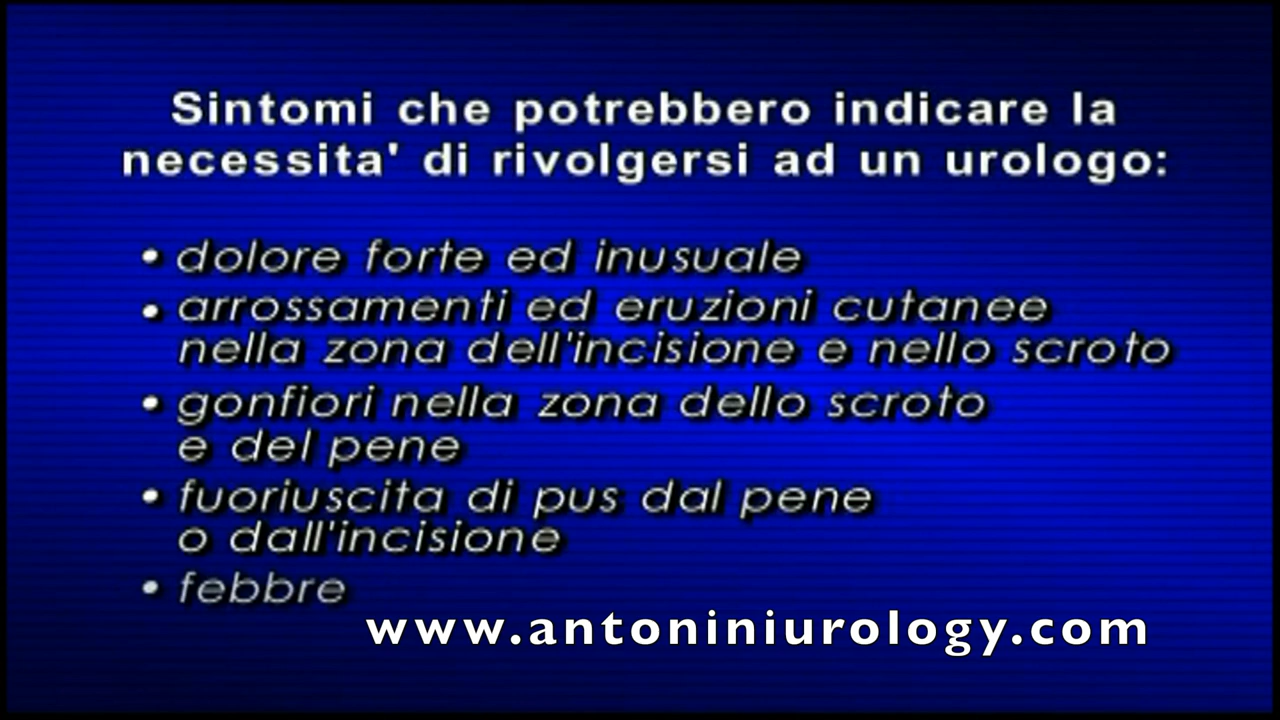 Sintomi che potrebbero indicare la
necessita' di rivolgersi ad un urologo:
• dolore forte ed inusuale
• arrossamenti ed eruzioni cutanee
nella zona dell'incisione e nello scroto
• gonfiori nella zona dello scroto
e del pene
• fuoriuscita di pus dal pene
o dall'incisione
• febbre
www.antoniniurology.com